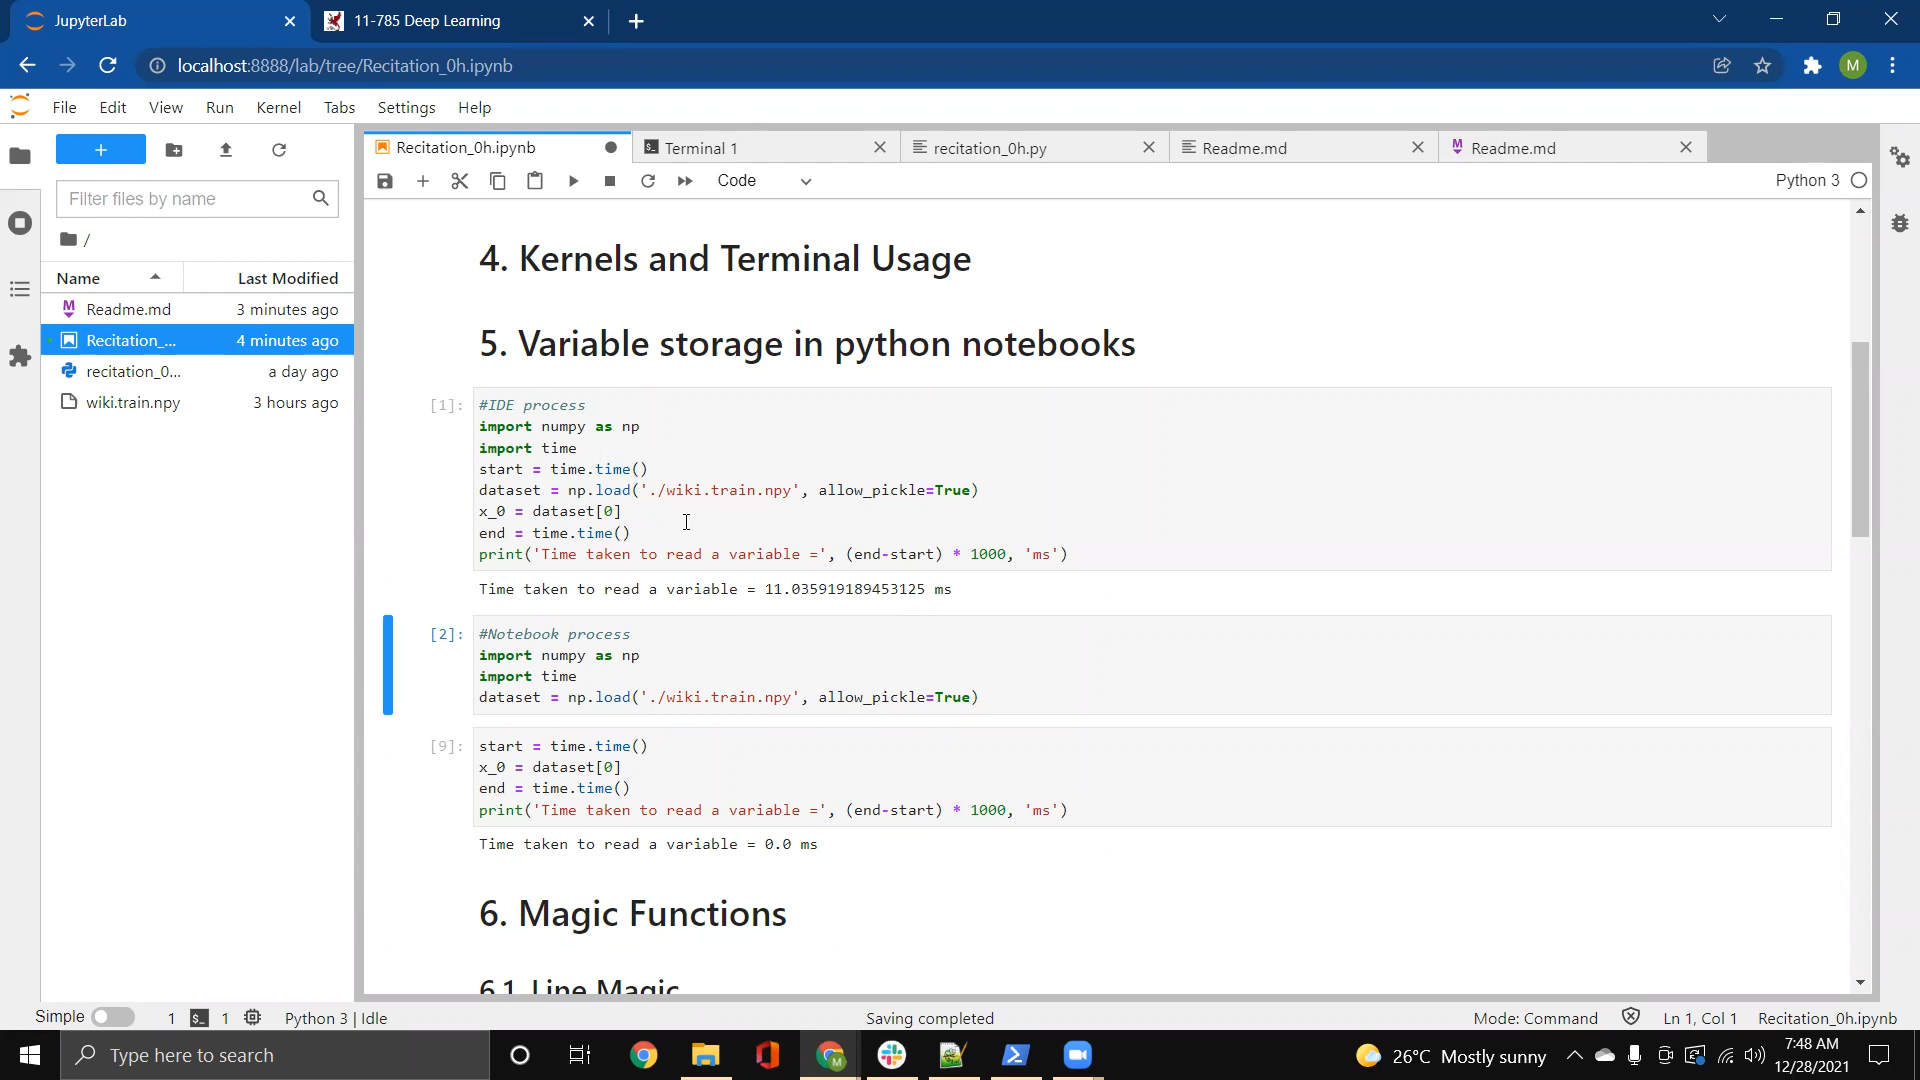 JupyterLab
11-785 Deep Learning
localhost:8888/lab/tree/Recitation_0h.ipynb
M
File Edit View Run Kernel Tabs Settings Help
Recitation_0h.ipynb
Terminal 1
recitation_0h.py
Readme.md
Readme.md
Code
Python 3
Filter files by name
/
Name Last Modified
Readme.md 3 minutes ago
Recitation_... 4 minutes ago
recitation_0... a day ago
wiki.train.npy 3 hours ago
4. Kernels and Terminal Usage
5. Variable storage in python notebooks
[1]: #IDE process
import numpy as np
import time
start = time.time()
dataset = np.load('./wiki.train.npy', allow_pickle=True)
x_0 = dataset[0]
end = time.time()
print('Time taken to read a variable =', (end-start) * 1000, 'ms')
Time taken to read a variable = 11.035919189453125 ms
[2]: #Notebook process
import numpy as np
import time
dataset = np.load('./wiki.train.npy', allow_pickle=True)
[9]: start = time.time()
x_0 = dataset[0]
end = time.time()
print('Time taken to read a variable =', (end-start) * 1000, 'ms')
Time taken to read a variable = 0.0 ms
6. Magic Functions
6.1 Line Magic
Simple 1 1 Python 3 | Idle Saving completed Mode: Command Ln 1, Col 1 Recitation_0h.ipynb
Type here to search
26°C Mostly sunny
7:48 AM
12/28/2021